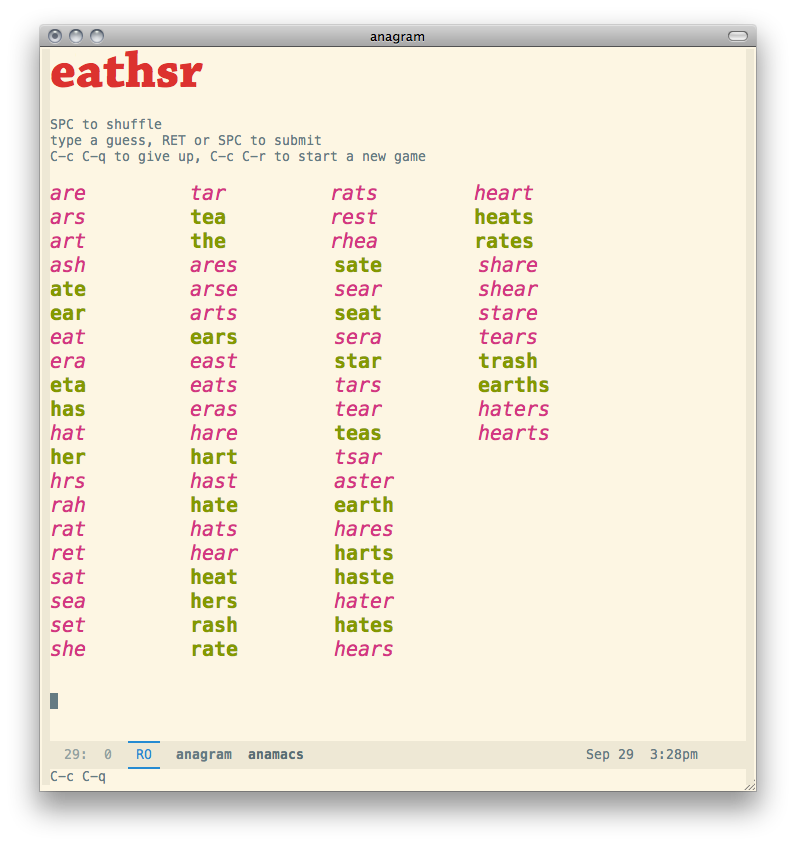 anagram
eathsr
SPC to shuffle
type a guess, RET or SPC to submit
C-c C-q to give up, C-c C-r to start a new game
are tar rats heart
ars tea rest heats
art the rhea rates
ash ares sate share
ate arse sear shear
ear arts seat stare
eat ears sera tears
era east star trash
eta eats tars earths
has eras tear haters
hat hare teas hearts
her hart tsar
hrs hast aster
rah hate earth
rat hats hares
ret hear harts
sat heat haste
sea hers hater
set rash hates
she rate hears
29: 0 RO anagram anamacs Sep 29 3:28pm
C-c C-q